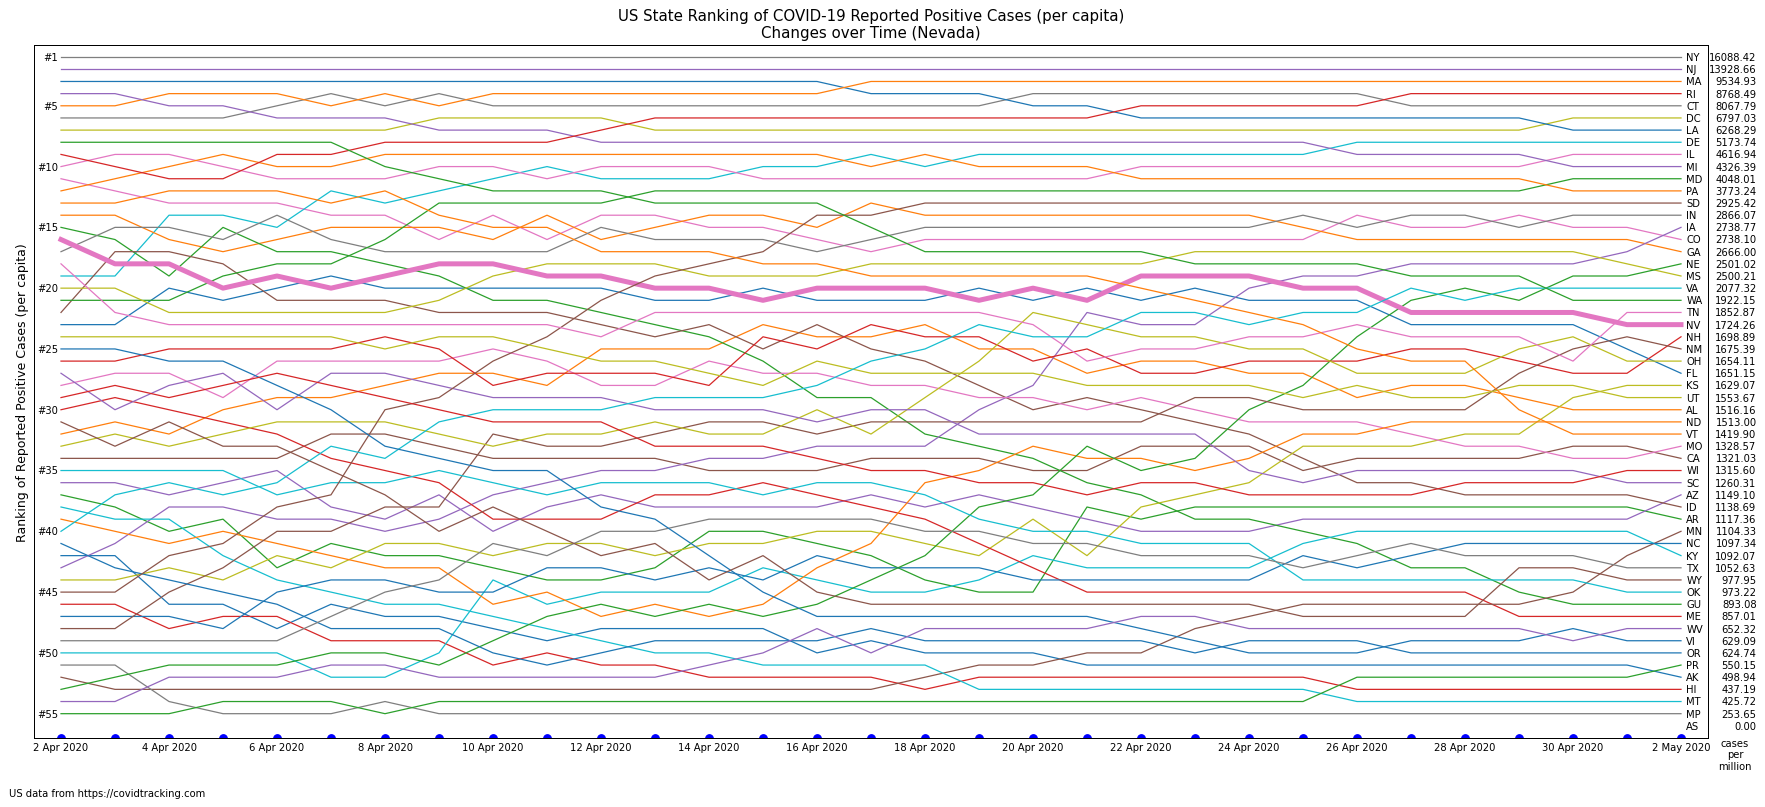 US State Ranking of COVID-19 Reported Positive Cases (per capita)
Changes over Time (Nevada)
Ranking of Reported Positive Cases (per capita)
#1
#5
#10
#15
#20
#25
#30
#35
#40
#45
#50
#55
NY 16088.42
NJ 13928.66
MA 9534.93
RI 8768.49
CT 8067.79
DC 6797.03
LA 6268.29
DE 5173.74
IL 4616.94
MI 4326.39
MD 4048.01
PA 3773.24
SD 2925.42
IN 2866.07
IA 2738.77
CO 2738.10
GA 2666.00
NE 2501.02
MS 2500.21
VA 2077.32
WA 1922.15
TN 1852.87
NV 1724.26
NH 1698.89
NM 1675.39
OH 1654.11
FL 1651.15
KS 1629.07
UT 1553.67
AL 1516.16
ND 1513.00
VT 1419.90
MO 1328.57
CA 1321.03
WI 1315.60
SC 1260.31
AZ 1149.10
ID 1138.69
AR 1117.36
MN 1104.33
NC 1097.34
KY 1092.07
TX 1052.63
WY 977.95
OK 973.22
GU 893.08
ME 857.01
WV 652.32
VI 629.09
OR 624.74
PR 550.15
AK 498.94
HI 437.19
MT 425.72
MP 253.65
AS 0.00
2 Apr 2020 4 Apr 2020 6 Apr 2020 8 Apr 2020 10 Apr 2020 12 Apr 2020 14 Apr 2020 16 Apr 2020 18 Apr 2020 20 Apr 2020 22 Apr 2020 24 Apr 2020 26 Apr 2020 28 Apr 2020 30 Apr 2020 2 May 2020
cases
per
million
US data from https://covidtracking.com